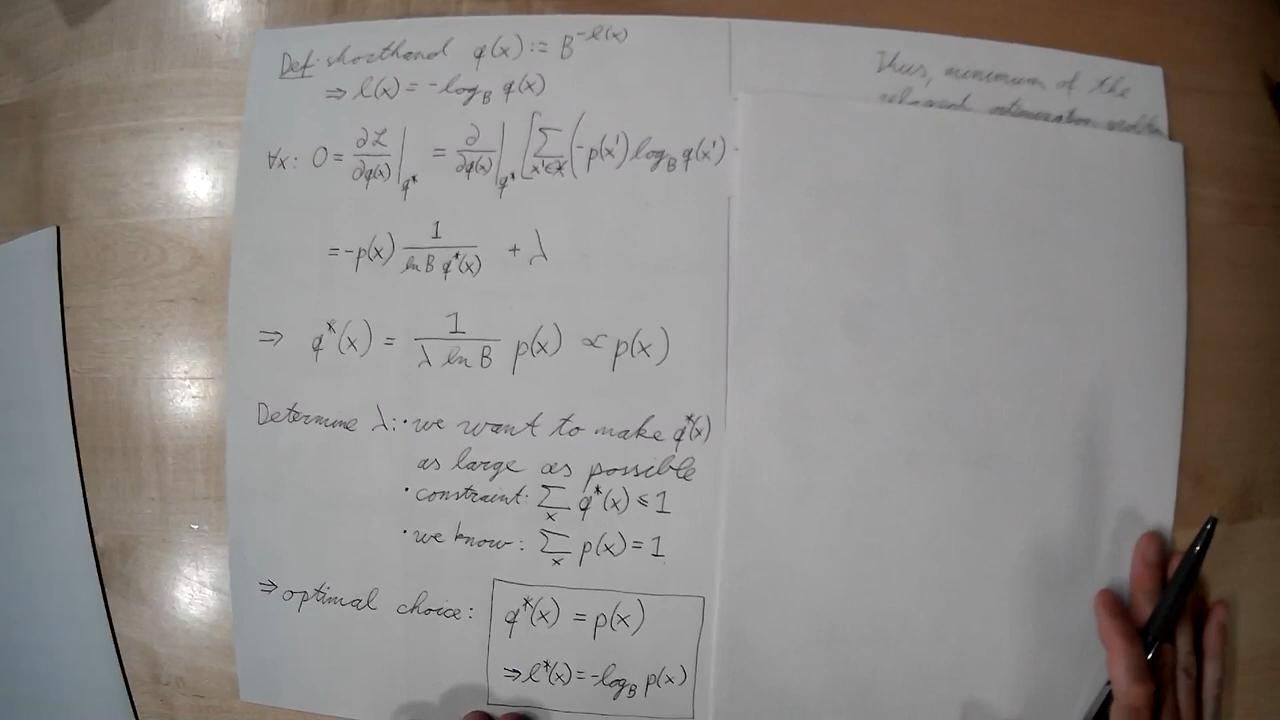 Def: shorthand q(x) := B^{-l(x)}
⇒ l(x) = -log_B q(x)
∀x: 0 = ∂ℒ/∂q(x) |_{q*} = ∂/∂q(x) |_{q*} [ Σ_{x'∈𝒳} ( -p(x') log_B q(x')
= -p(x) 1/(ln B q*(x)) + λ
⇒ q*(x) = 1/(λ ln B) p(x) ∝ p(x)
Determine λ: · we want to make q*(x)
as large as possible
· constraint: Σ_x q*(x) ≤ 1
· we know: Σ_x p(x) = 1
⇒ optimal choice: q*(x) = p(x)
⇒ l*(x) = -log_B p(x)
Thus, minimum of the